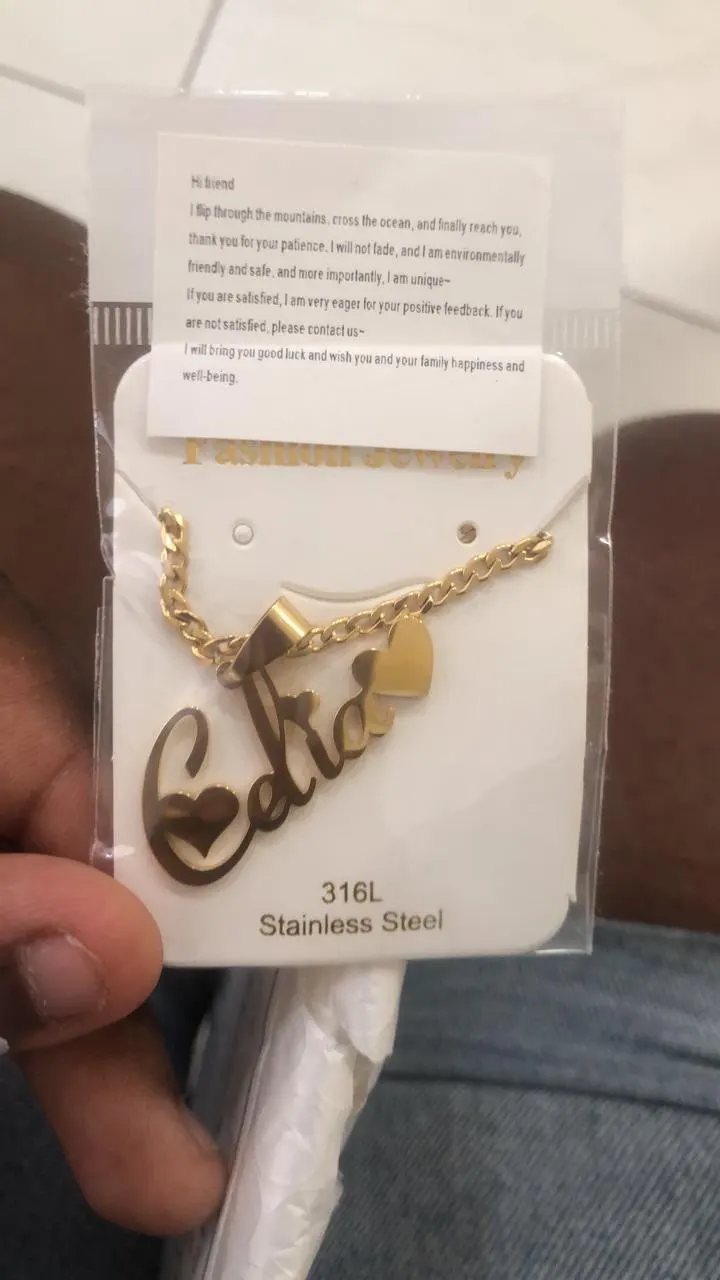 Hi friend
I flip through the mountains, cross the ocean, and finally reach you,
thank you for your patience. I will not fade, and I am environmentally
friendly and safe, and more importantly, I am unique~
If you are satisfied, I am very eager for your positive feedback. If you
are not satisfied, please contact us~
I will bring you good luck and wish you and your family happiness and
well-being.
Fashion Jewelry
Celia
316L
Stainless Steel